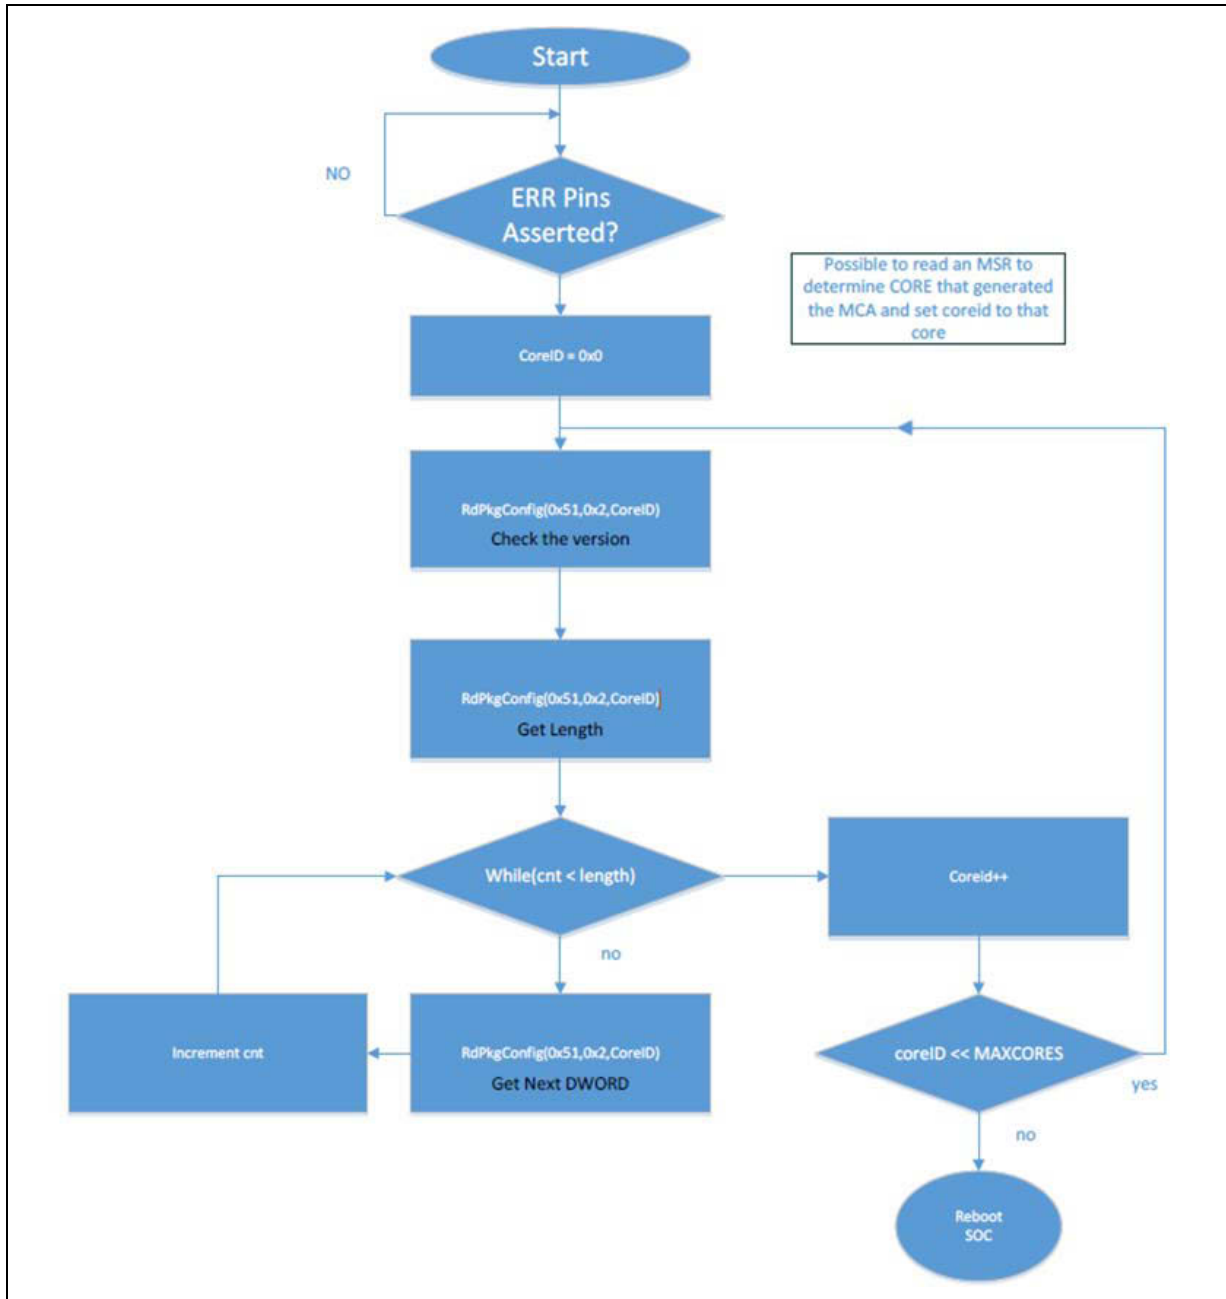 Start
NO
ERR Pins
Asserted?
Possible to read an MSR to
determine CORE that generated
the MCA and set coreid to that
core
CoreID = 0x0
RdPkgConfig(0x51,0x2,CoreID)
Check the version
RdPkgConfig(0x51,0x2,CoreID)
Get Length
While(cnt < length)
Coreid++
no
Increment cnt
RdPkgConfig(0x51,0x2,CoreID)
Get Next DWORD
coreID << MAXCORES
yes
no
Reboot
SOC